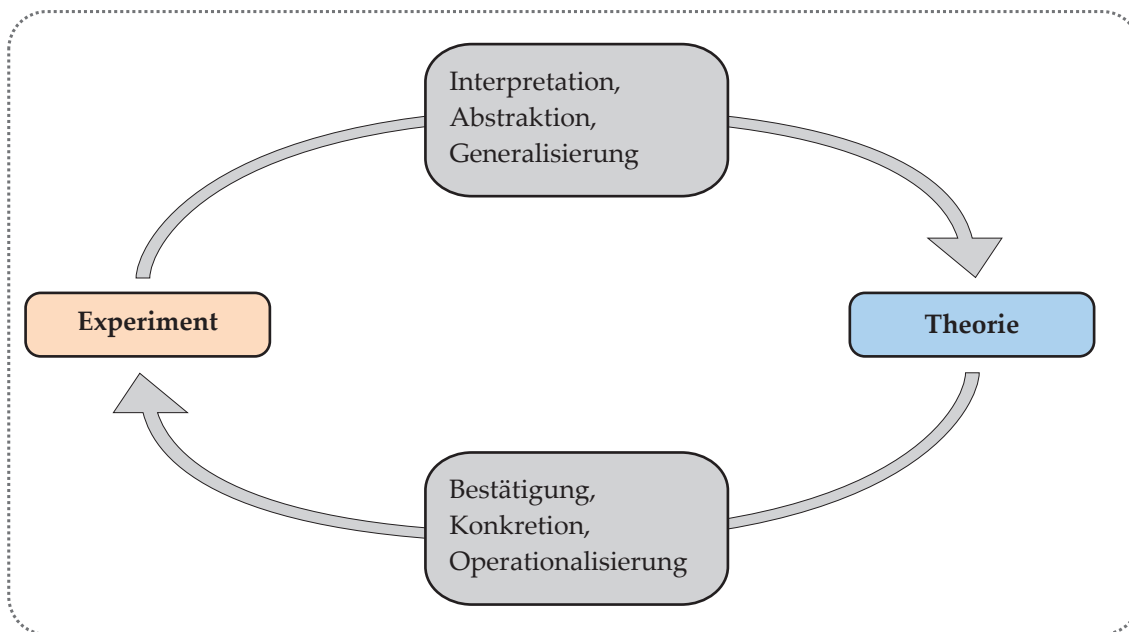 Interpretation,
Abstraktion,
Generalisierung
Experiment
Theorie
Bestätigung,
Konkretion,
Operationalisierung